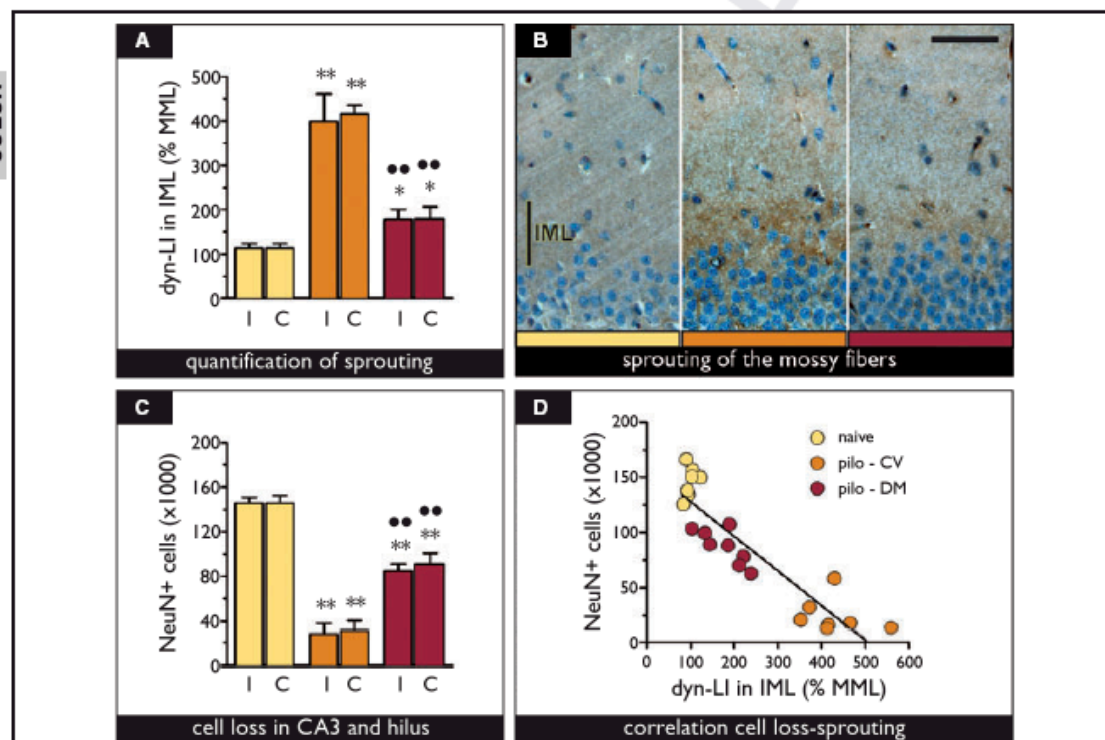 A
dyn-LI in IML (% MML)
500
400
300
200
100
0
**
**
●●
●●
*
*
I
C
I
C
I
C
quantification of sprouting
B
IML
sprouting of the mossy fibers
C
NeuN+ cells (x1000)
200
160
120
80
40
0
**
**
●●
●●
**
**
I
C
I
C
I
C
cell loss in CA3 and hilus
D
NeuN+ cells (x1000)
200
150
100
50
0
naive
pilo - CV
pilo - DM
0 100 200 300 400 500 600
dyn-LI in IML (% MML)
correlation cell loss-sprouting